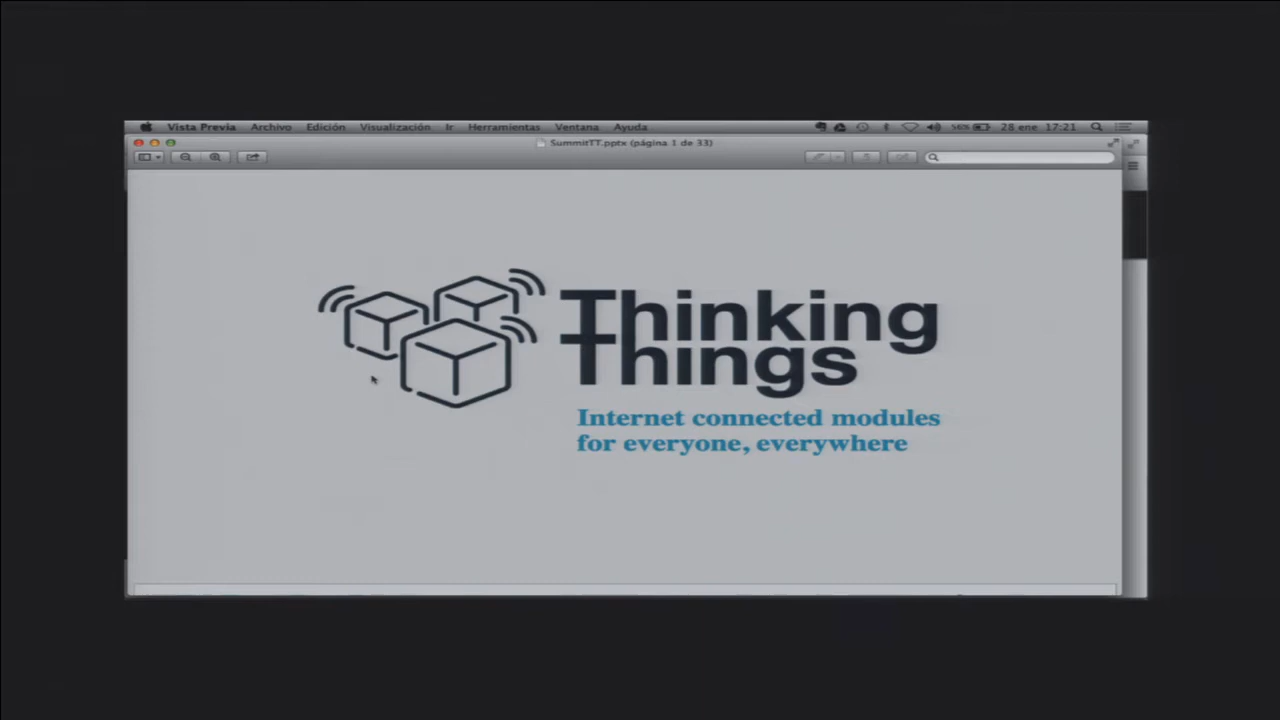 Vista Previa Archivo Edición Visualización Ir Herramientas Ventana Ayuda 56% 28 ene 17:21
SummitTT.pptx (página 1 de 33)
Thinking
Things
Internet connected modules
for everyone, everywhere